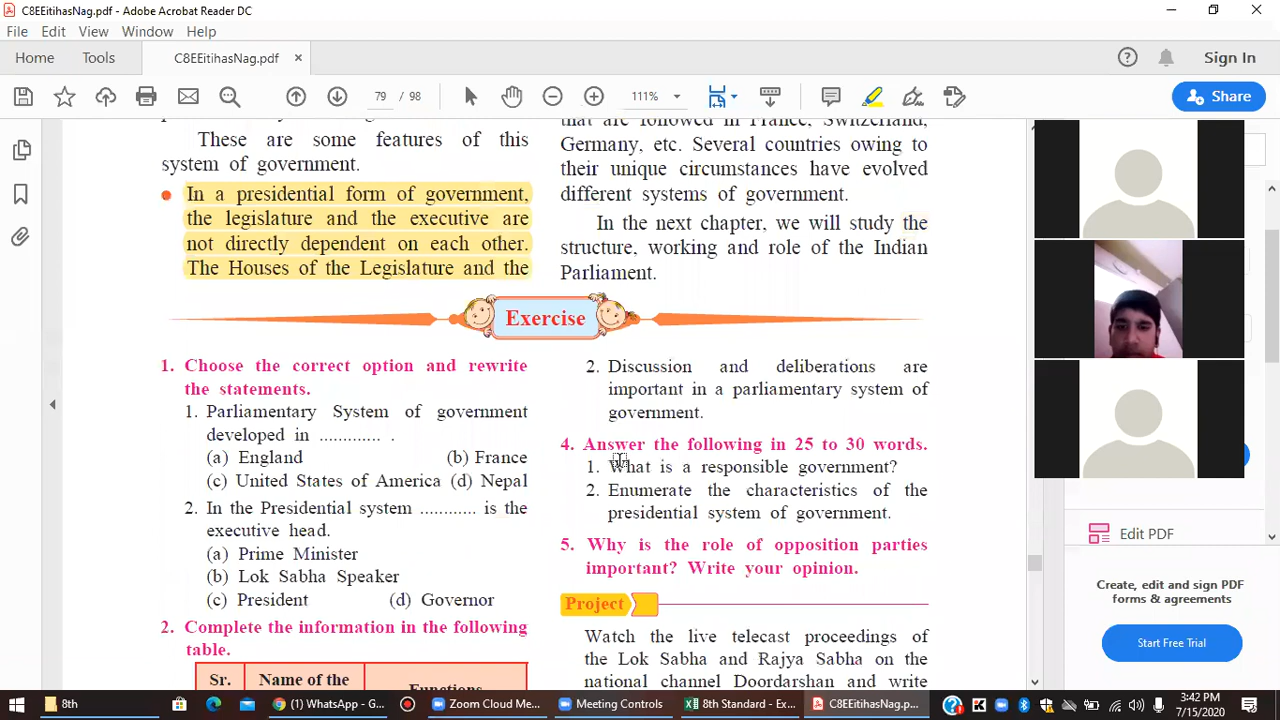 C8EEitihasNag.pdf - Adobe Acrobat Reader DC
File Edit View Window Help
Home Tools C8EEitihasNag.pdf × Sign In
79 / 98 111% Share
These are some features of this
system of government.
In a presidential form of government,
the legislature and the executive are
not directly dependent on each other.
The Houses of the Legislature and the
that are followed in France, Switzerland,
Germany, etc. Several countries owing to
their unique circumstances have evolved
different systems of government.
In the next chapter, we will study the
structure, working and role of the Indian
Parliament.
Exercise
1. Choose the correct option and rewrite
the statements.
1. Parliamentary System of government
developed in ............. .
(a) England (b) France
(c) United States of America (d) Nepal
2. In the Presidential system ............ is the
executive head.
(a) Prime Minister
(b) Lok Sabha Speaker
(c) President (d) Governor
2. Complete the information in the following
table.
Sr. Name of the
Functions
2. Discussion and deliberations are
important in a parliamentary system of
government.
4. Answer the following in 25 to 30 words.
1. What is a responsible government?
2. Enumerate the characteristics of the
presidential system of government.
5. Why is the role of opposition parties
important? Write your opinion.
Project
Watch the live telecast proceedings of
the Lok Sabha and Rajya Sabha on the
national channel Doordarshan and write
Edit PDF
Create, edit and sign PDF
forms & agreements
Start Free Trial
8th
(1) WhatsApp - G...
Zoom Cloud Me...
Meeting Controls
8th Standard - Ex...
C8EEitihasNag.pd...
3:42 PM
7/15/2020